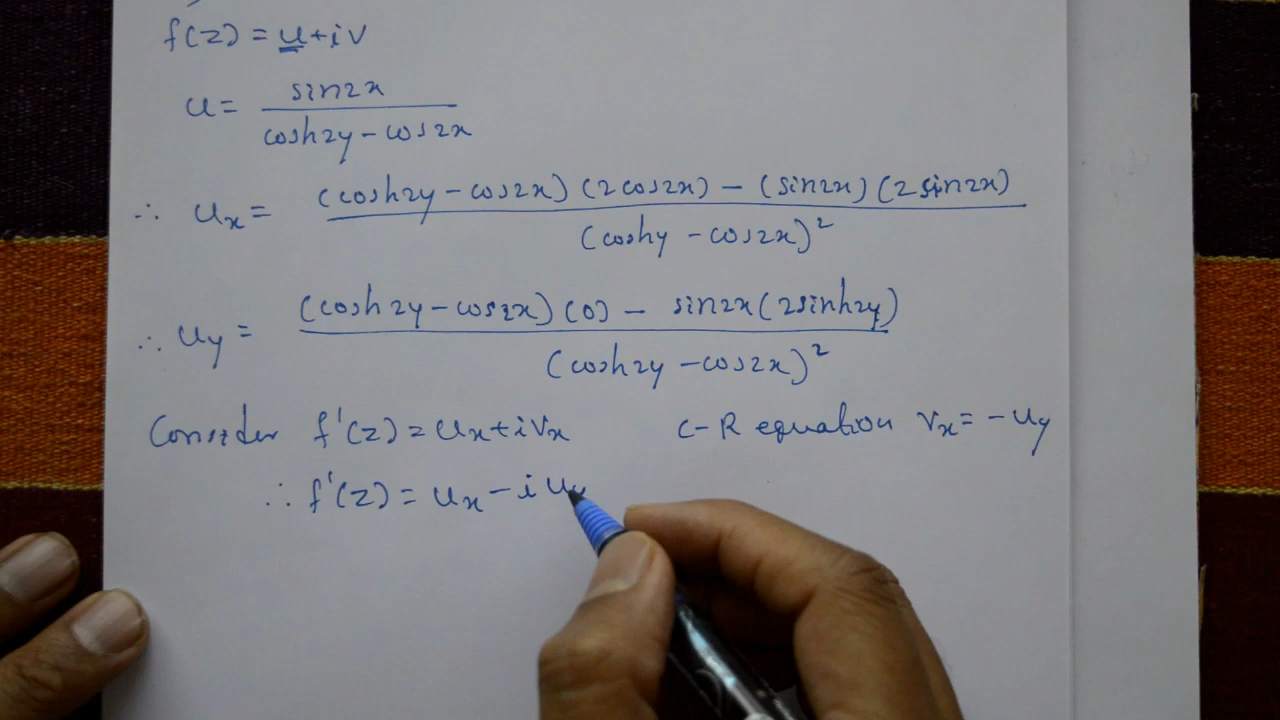 f(z) = u + iv
u = sin2x / cosh2y - cos2x
∴ ux = (cosh2y - cos2x) (2cos2x) - (sin2x) (2sin2x) / (coshy - cos2x)²
∴ uy = (cosh2y - cos2x) (0) - sin2x (2sinh2y) / (cosh2y - cos2x)²
Consider f'(z) = ux + ivx C-R equation vx = -uy
∴ f'(z) = ux - i uy